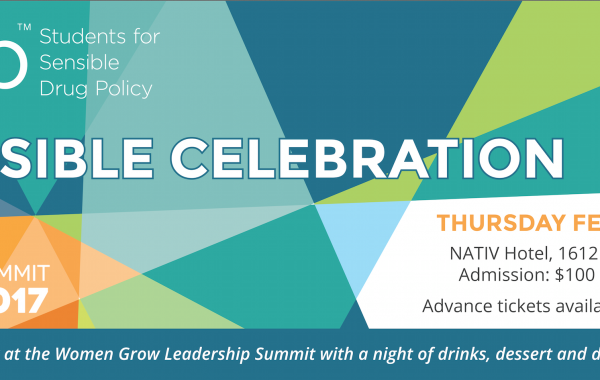 TM
Students for
Sensible
Drug Policy
SIBLE CELEBRATION
THURSDAY FE
NATIV Hotel, 1612
Admission: $100
Advance tickets availa
MMIT
2017
at the Women Grow Leadership Summit with a night of drinks, dessert and d